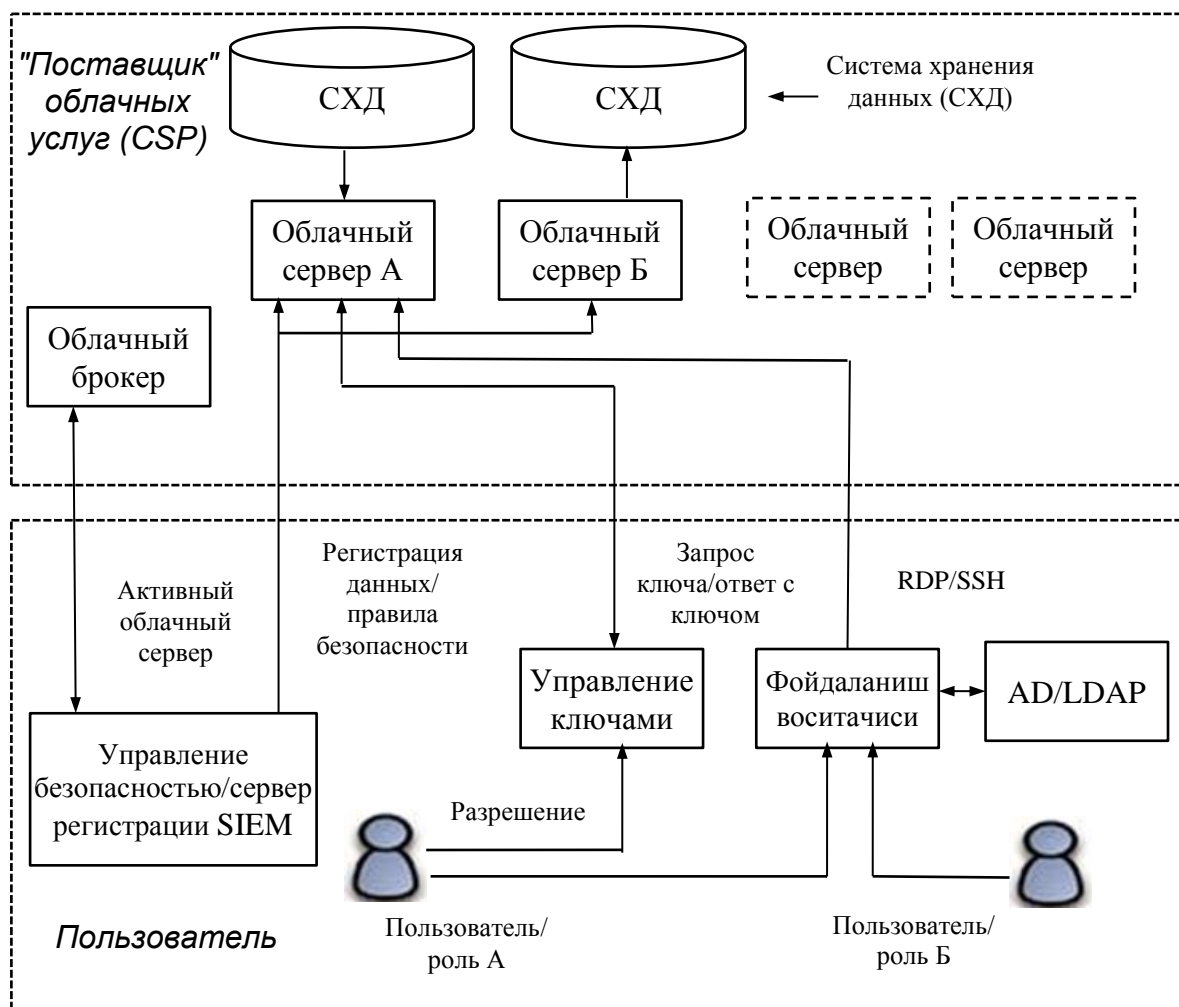 "Поставщик"
облачных
услуг (CSP)
СХД
СХД
Система хранения
данных (СХД)
Облачный
сервер А
Облачный
сервер Б
Облачный
сервер
Облачный
сервер
Облачный
брокер
Активный
облачный
сервер
Регистрация
данных/
правила
безопасности
Запрос
ключа/ответ с
ключом
RDP/SSH
Управление
ключами
Фойдаланиш
воситачиси
AD/LDAP
Управление
безопасностью/сервер
регистрации SIEM
Разрешение
Пользователь
Пользователь/
роль А
Пользователь/
роль Б